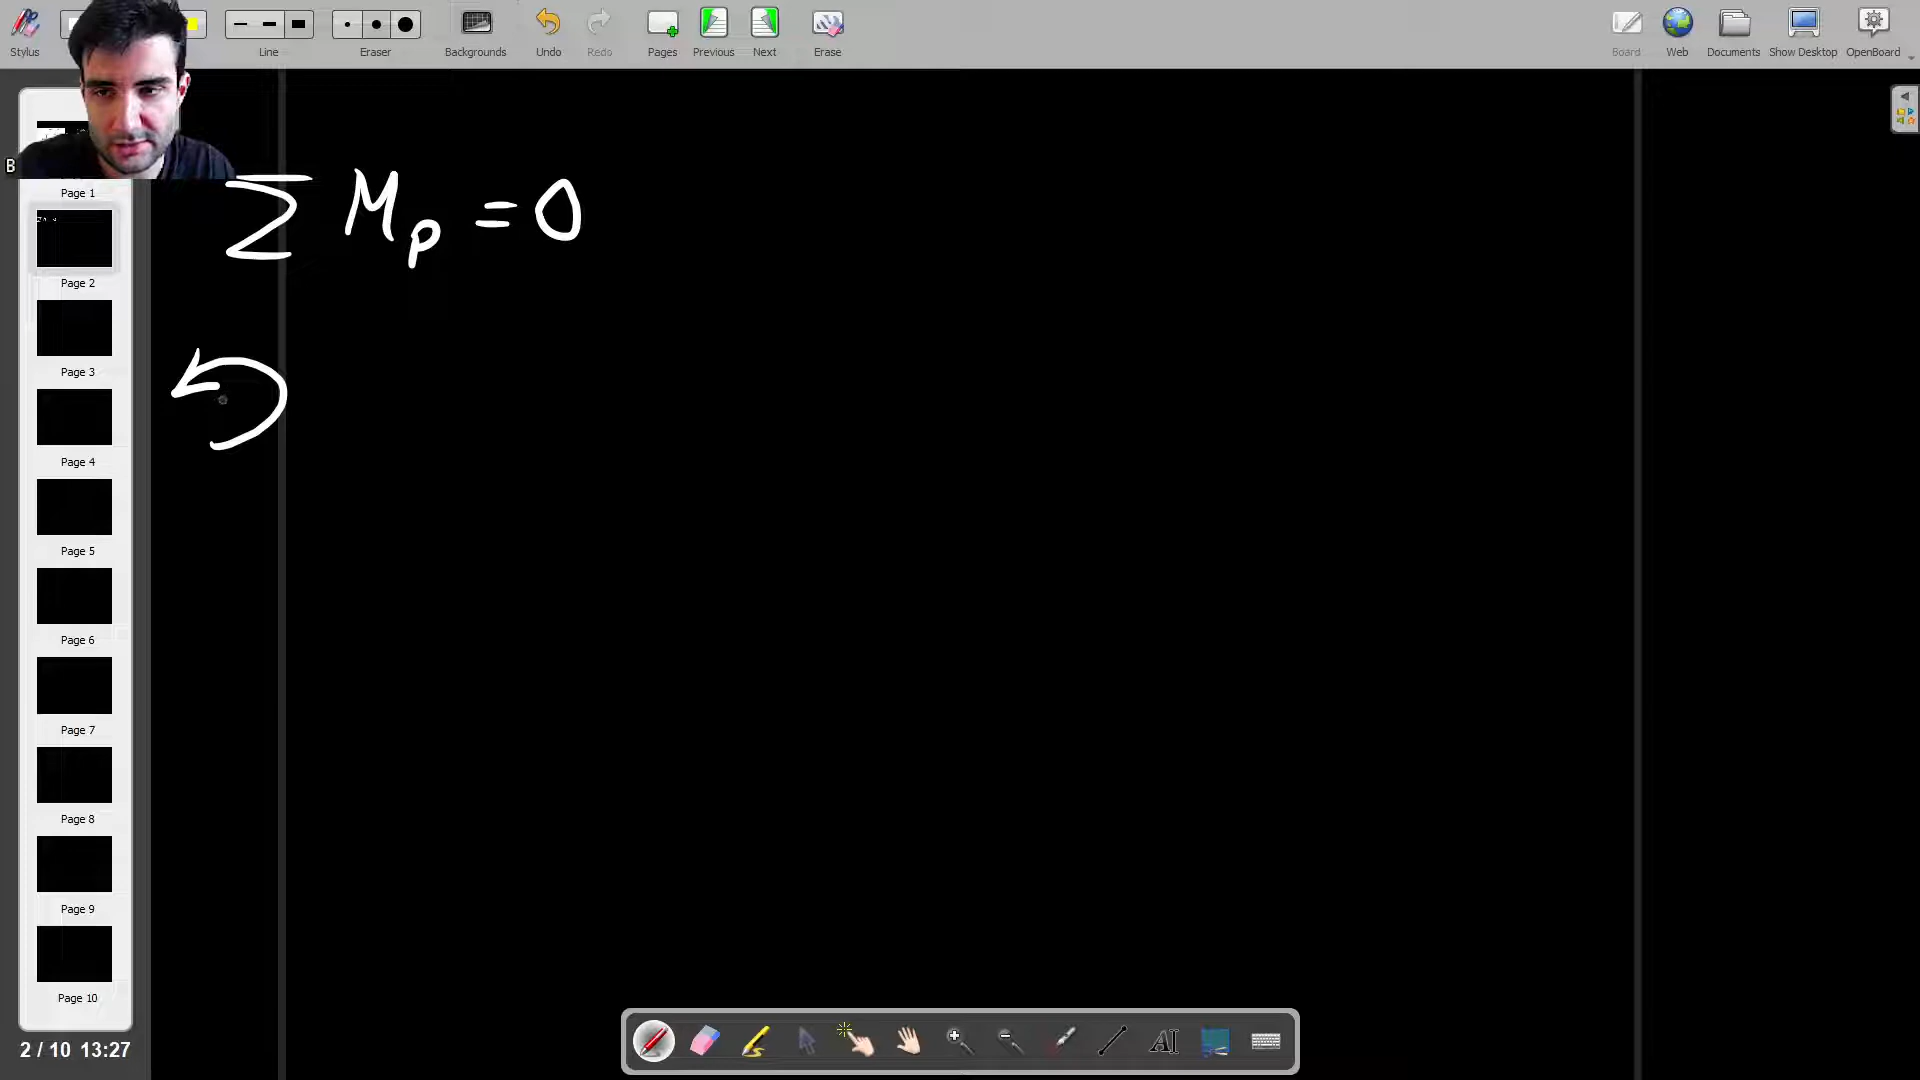 Stylus
Line
Eraser
Backgrounds
Undo
Redo
Pages
Previous
Next
Erase
Board
Web
Documents
Show Desktop
OpenBoard
B
∑ Mp = 0
Page 1
Page 2
Page 3
Page 4
Page 5
Page 6
Page 7
Page 8
Page 9
Page 10
2 / 10 13:27
AI